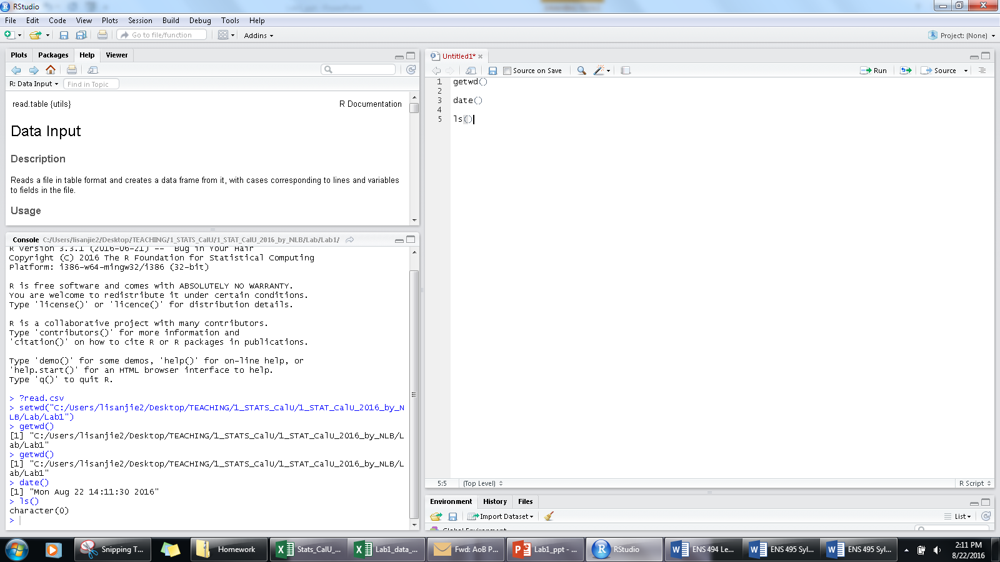 RStudio
File Edit Code View Plots Session Build Debug Tools Help
Go to file/function Addins Project: (None)
Plots Packages Help Viewer
R: Data Input Find in Topic
read.table {utils} R Documentation
Data Input
Description
Reads a file in table format and creates a data frame from it, with cases corresponding to lines and variables
to fields in the file.
Usage
Console C:/Users/lisanjie2/Desktop/TEACHING/1_STATS_CalU/1_STAT_CalU_2016_by_NLB/Lab/Lab1/
R version 3.3.1 (2016-06-21) -- "Bug in Your Hair"
Copyright (C) 2016 The R Foundation for Statistical Computing
Platform: i386-w64-mingw32/i386 (32-bit)
R is free software and comes with ABSOLUTELY NO WARRANTY.
You are welcome to redistribute it under certain conditions.
Type 'license()' or 'licence()' for distribution details.
R is a collaborative project with many contributors.
Type 'contributors()' for more information and
'citation()' on how to cite R or R packages in publications.
Type 'demo()' for some demos, 'help()' for on-line help, or
'help.start()' for an HTML browser interface to help.
Type 'q()' to quit R.
> ?read.csv
> setwd("C:/Users/lisanjie2/Desktop/TEACHING/1_STATS_CalU/1_STAT_CalU_2016_by_N
LB/Lab/Lab1")
> getwd()
[1] "C:/Users/lisanjie2/Desktop/TEACHING/1_STATS_CalU/1_STAT_CalU_2016_by_NLB/L
ab/Lab1"
> getwd()
[1] "C:/Users/lisanjie2/Desktop/TEACHING/1_STATS_CalU/1_STAT_CalU_2016_by_NLB/L
ab/Lab1"
> date()
[1] "Mon Aug 22 14:11:30 2016"
> ls()
character(0)
>
Untitled1*
Source on Save Run Source
1 getwd()
2
3 date()
4
5 ls()
5:5 (Top Level) R Script
Environment History Files
Import Dataset List
Global Environment
Snipping T... Homework Stats_CalU_... Lab1_data_... Fwd: AoB P... Lab1_ppt - ... RStudio ENS 494 Le... ENS 495 Syl... ENS 495 Syl...
2:11 PM
8/22/2016